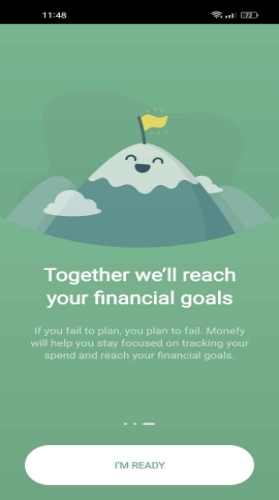 11:48
72
Together we'll reach
your financial goals
If you fail to plan, you plan to fail. Monefy
will help you stay focused on tracking your
spend and reach your financial goals.
I'M READY